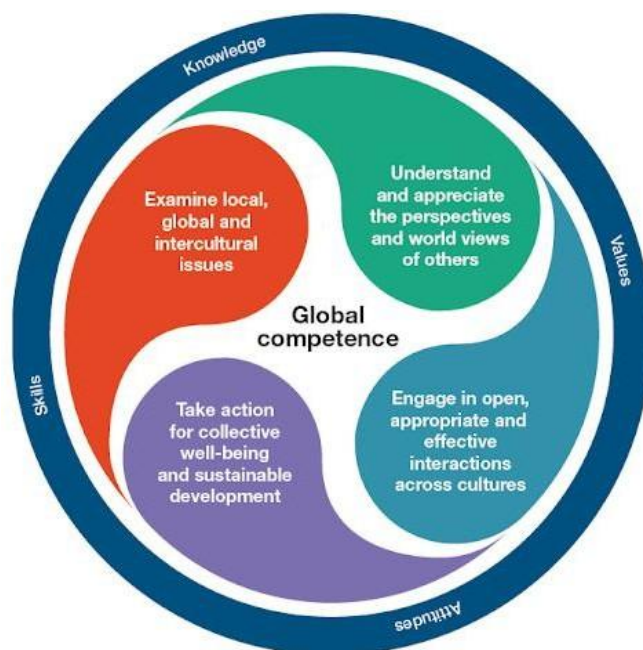 Knowledge
Examine local,
global and
intercultural
issues
Understand
and appreciate
the perspectives
and world views
of others
Values
Global
competence
Skills
Take action
for collective
well-being
and sustainable
development
Engage in open,
appropriate and
effective
interactions
across cultures
Attitudes